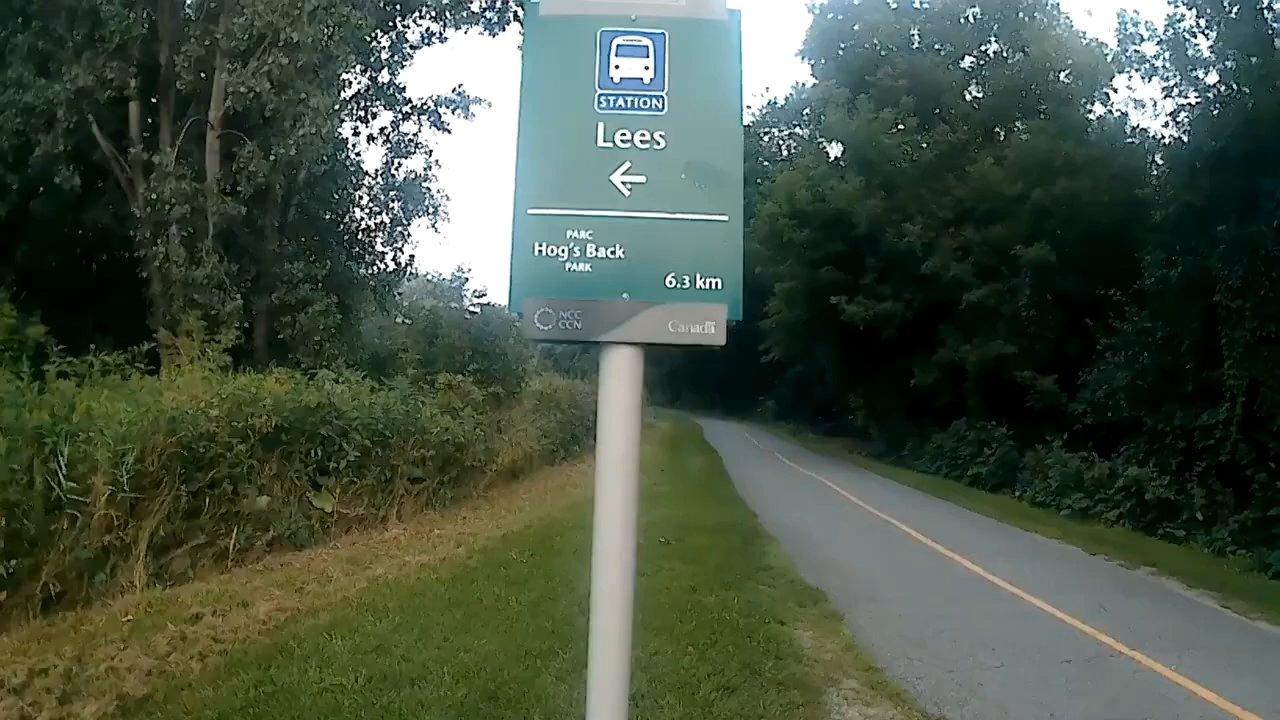 STATION
Lees
←
PARC
Hog's Back
PARK
6.3 km
NCC
CCN
Canada